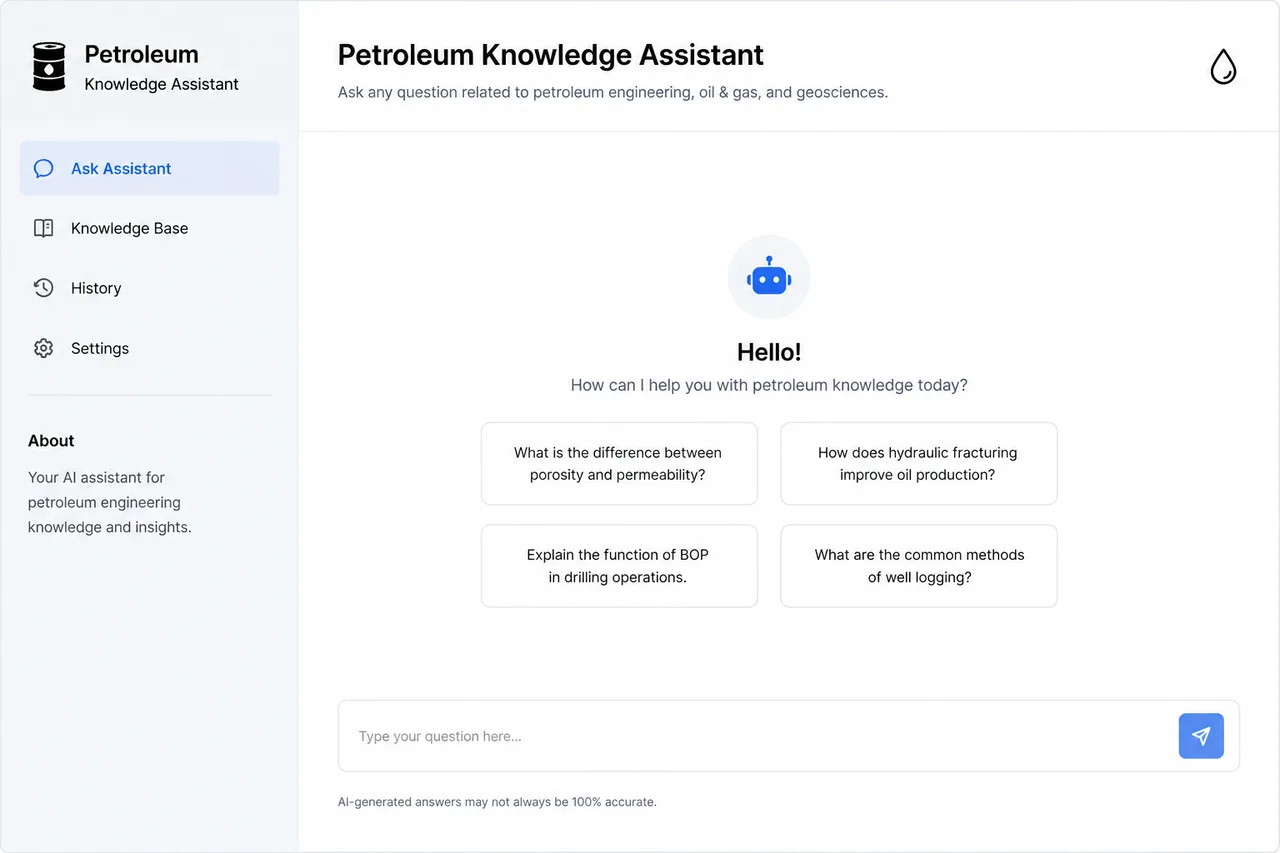 Petroleum
Knowledge Assistant
Ask Assistant
Knowledge Base
History
Settings
About
Your AI assistant for
petroleum engineering
knowledge and insights.
Petroleum Knowledge Assistant
Ask any question related to petroleum engineering, oil & gas, and geosciences.
Hello!
How can I help you with petroleum knowledge today?
What is the difference between
porosity and permeability?
How does hydraulic fracturing
improve oil production?
Explain the function of BOP
in drilling operations.
What are the common methods
of well logging?
Type your question here...
AI-generated answers may not always be 100% accurate.